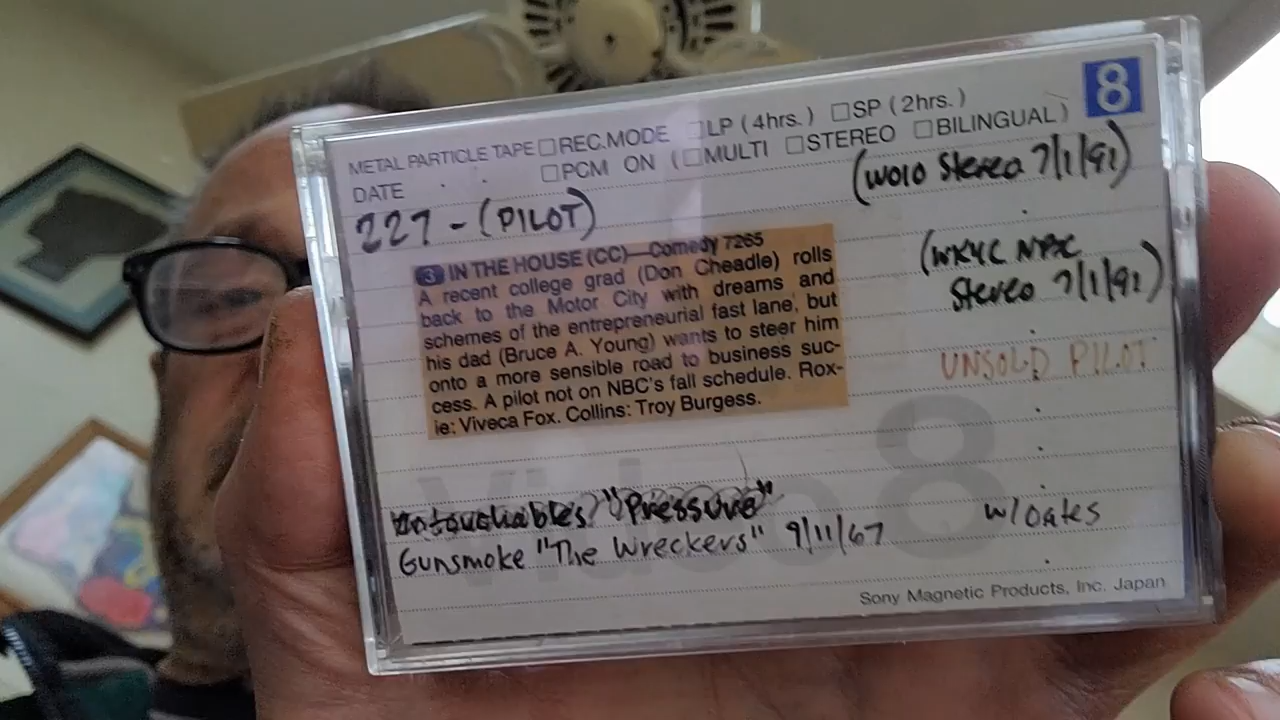 8
METAL PARTICLE TAPE □REC.MODE □LP (4hrs.) □SP (2hrs.)
DATE . . □PCM ON (□MULTI □STEREO □BILINGUAL)
(WOIO Stereo 7/1/91)
227 - (PILOT)
(WKYC NBC
Stereo 7/1/91)
3 IN THE HOUSE (CC)—Comedy 7265
A recent college grad (Don Cheadle) rolls
back to the Motor City with dreams and
schemes of the entrepreneurial fast lane, but
his dad (Bruce A. Young) wants to steer him
onto a more sensible road to business suc-
cess. A pilot not on NBC's fall schedule. Rox-
ie: Viveca Fox. Collins: Troy Burgess.
UNSOLD PILOT
Video 8
Untouchables "Pressure"
Gunsmoke "The Wreckers" 9/11/67 w/Oates
Sony Magnetic Products, Inc. Japan